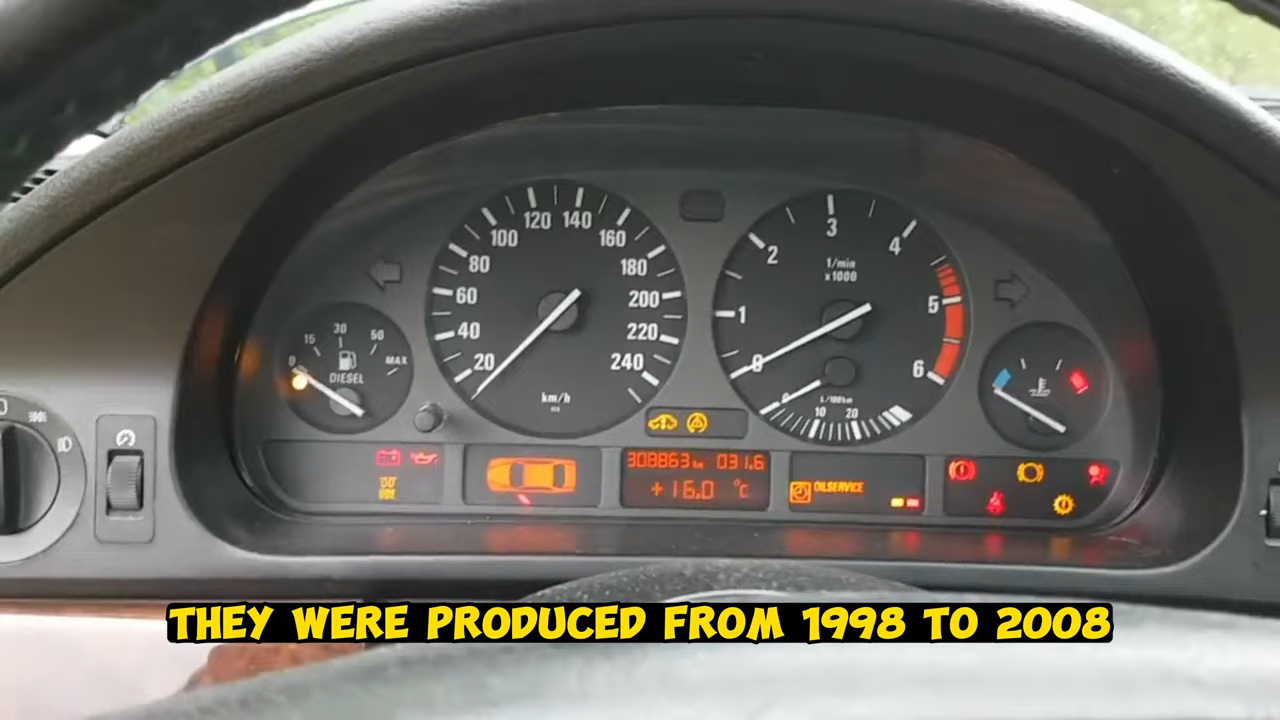 120 140
100 160
80 180
60 200
40 220
20 240
km/h
3
2 4
1/min
x1000
1 5
0 6
0
10 20
L/100km
0 15 30 50 MAX
DIESEL
308863 km 031.6
+16.0 °C
OILSERVICE
THEY WERE PRODUCED FROM 1998 TO 2008